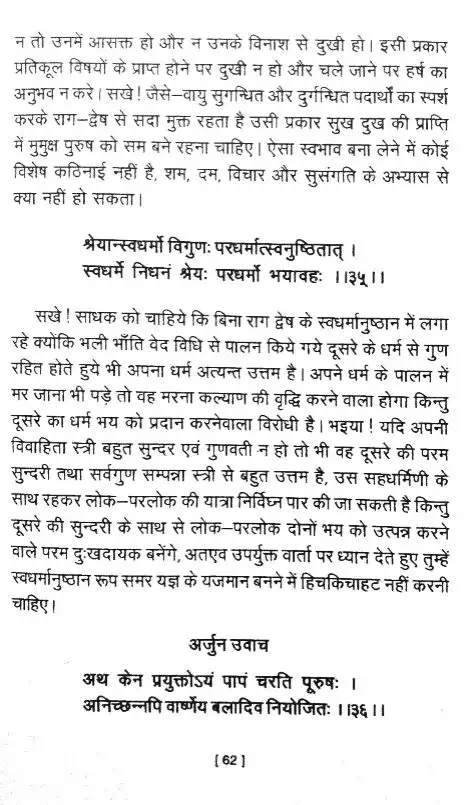 न तो उनमें आसक्त हो और न उनके विनाश से दुखी हो। इसी प्रकार
प्रतिकूल विषयों के प्राप्त होने पर दुखी न हो और चले जाने पर हर्ष का
अनुभव न करे। सखे! जैसे–वायु सुगन्धित और दुर्गन्धित पदार्थों का स्पर्श
करके राग–द्वेष से सदा मुक्त रहता है उसी प्रकार सुख दुख की प्राप्ति
में मुमुक्ष पुरुष को सम बने रहना चाहिए। ऐसा स्वभाव बना लेने में कोई
विशेष कठिनाई नहीं है, शम, दम, विचार और सुसंगति के अभ्यास से
क्या नहीं हो सकता।
श्रेयान्स्वधर्मो विगुणः परधर्मात्स्वनुष्ठितात् ।
स्वधर्मे निधनं श्रेयः परधर्मो भयावहः ।।३५।।
सखे! साधक को चाहिये कि बिना राग द्वेष के स्वधर्मानुष्ठान में लगा
रहे क्योंकि भली भाँति वेद विधि से पालन किये गये दूसरे के धर्म से गुण
रहित होते हुये भी अपना धर्म अत्यन्त उत्तम है। अपने धर्म के पालन में
मर जाना भी पड़े तो वह मरना कल्याण की वृद्धि करने वाला होगा किन्तु
दूसरे का धर्म भय को प्रदान करनेवाला विरोधी है। भइया! यदि अपनी
विवाहिता स्त्री बहुत सुन्दर एवं गुणवती न हो तो भी वह दूसरे की परम
सुन्दरी तथा सर्वगुण सम्पन्ना स्त्री से बहुत उत्तम है, उस सहधर्मिणी के
साथ रहकर लोक–परलोक की यात्रा निर्विघ्न पार की जा सकती है किन्तु
दूसरे की सुन्दरी के साथ से लोक–परलोक दोनों भय को उत्पन्न करने
वाले परम दुःखदायक बनेंगे, अतएव उपर्युक्त वार्ता पर ध्यान देते हुए तुम्हें
स्वधर्मानुष्ठान रूप समर यज्ञ के यजमान बनने में हिचकिचाहट नहीं करनी
चाहिए।
अर्जुन उवाच
अथ केन प्रयुक्तोऽयं पापं चरति पूरुषः ।
अनिच्छन्नपि वार्ष्णेय बलादिव नियोजितः ।।३६।।
[ 62 ]